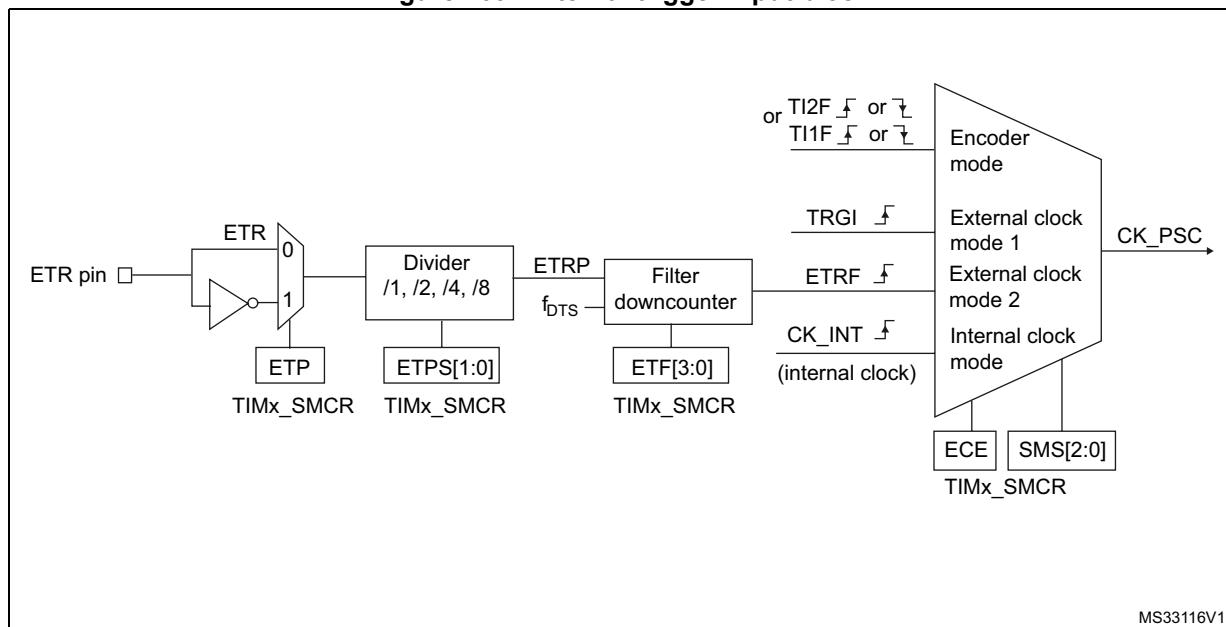 or TI2F or
TI1F or
Encoder
mode
TRGI
External clock
mode 1
CK_PSC
ETR
0
ETR pin
1
Divider
/1, /2, /4, /8
ETRP
f_DTS
Filter
downcounter
ETRF
External clock
mode 2
CK_INT
(internal clock)
Internal clock
mode
ETP
TIMx_SMCR
ETPS[1:0]
TIMx_SMCR
ETF[3:0]
TIMx_SMCR
ECE
SMS[2:0]
TIMx_SMCR
MS33116V1